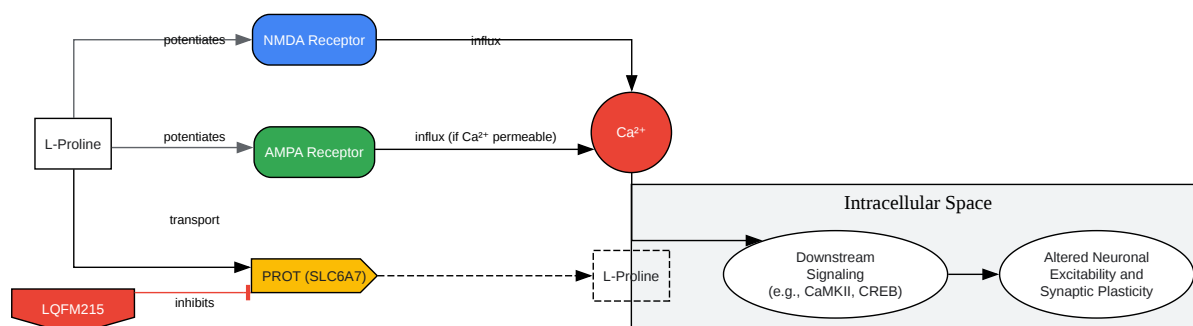 potentiates
NMDA Receptor
influx
L-Proline
potentiates
AMPA Receptor
influx (if Ca²⁺ permeable)
Ca²⁺
transport
Intracellular Space
PROT (SLC6A7)
L-Proline
Downstream
Signaling
(e.g., CaMKII, CREB)
Altered Neuronal
Excitability and
Synaptic Plasticity
LQFM215
inhibits